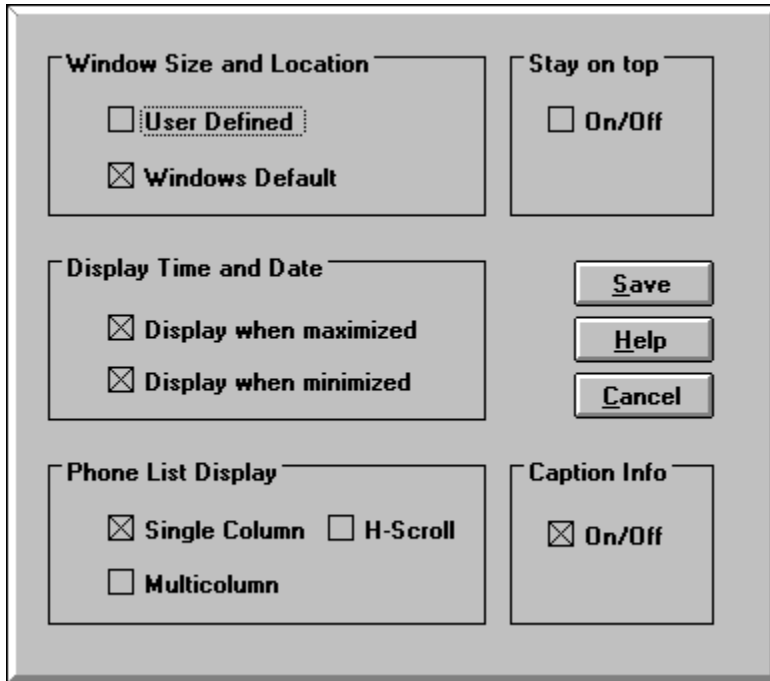 Window Size and Location
User Defined
Windows Default
Stay on top
On/Off
Display Time and Date
Display when maximized
Display when minimized
Save
Help
Cancel
Phone List Display
Single Column
H-Scroll
Multicolumn
Caption Info
On/Off